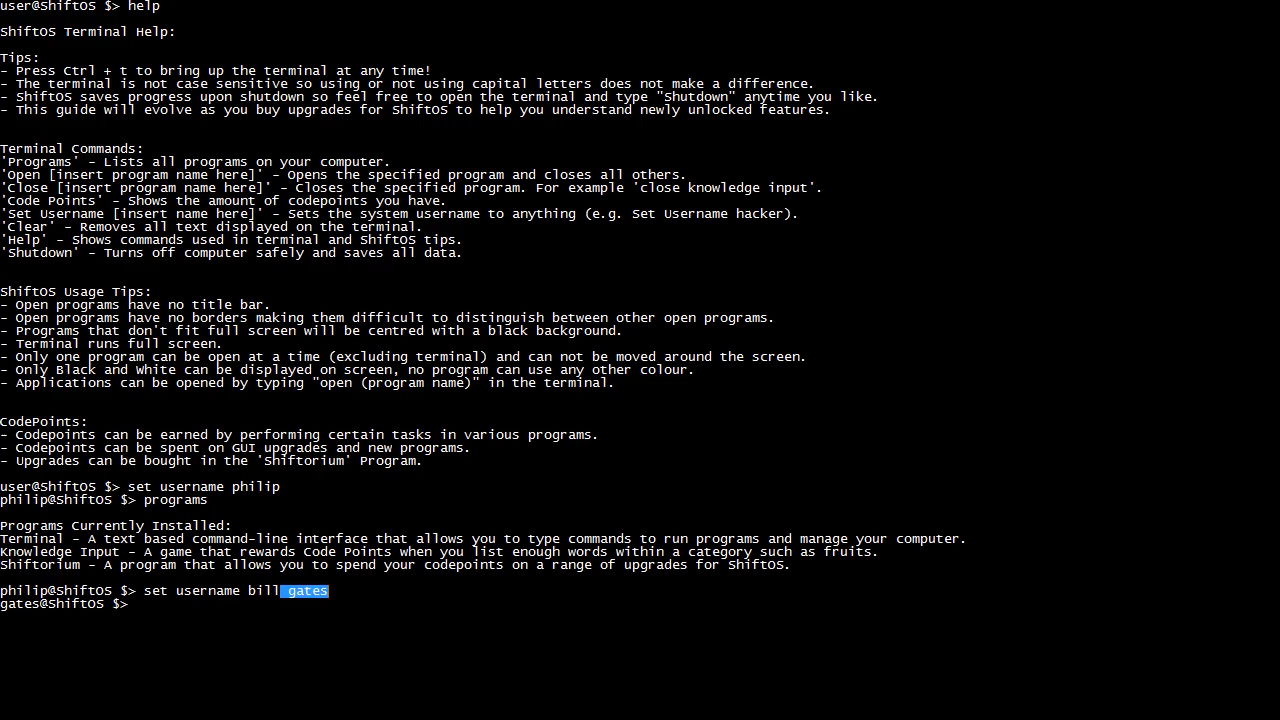 user@ShiftOS $> help
ShiftOS Terminal Help:
Tips:
- Press Ctrl + t to bring up the terminal at any time!
- The terminal is not case sensitive so using or not using capital letters does not make a difference.
- ShiftOS saves progress upon shutdown so feel free to open the terminal and type "Shutdown" anytime you like.
- This guide will evolve as you buy upgrades for ShiftOS to help you understand newly unlocked features.
Terminal Commands:
'Programs' - Lists all programs on your computer.
'Open [insert program name here]' - Opens the specified program and closes all others.
'Close [insert program name here]' - Closes the specified program. For example 'close knowledge input'.
'Code Points' - Shows the amount of codepoints you have.
'Set Username [insert name here]' - Sets the system username to anything (e.g. Set Username hacker).
'Clear' - Removes all text displayed on the terminal.
'Help' - Shows commands used in terminal and ShiftOS tips.
'Shutdown' - Turns off computer safely and saves all data.
ShiftOS Usage Tips:
- Open programs have no title bar.
- Open programs have no borders making them difficult to distinguish between other open programs.
- Programs that don't fit full screen will be centred with a black background.
- Terminal runs full screen.
- Only one program can be open at a time (excluding terminal) and can not be moved around the screen.
- Only Black and White can be displayed on screen, no program can use any other colour.
- Applications can be opened by typing "open (program name)" in the terminal.
CodePoints:
- Codepoints can be earned by performing certain tasks in various programs.
- Codepoints can be spent on GUI upgrades and new programs.
- Upgrades can be bought in the 'Shiftorium' Program.
user@ShiftOS $> set username philip
philip@ShiftOS $> programs
Programs Currently Installed:
Terminal - A text based command-line interface that allows you to type commands to run programs and manage your computer.
Knowledge Input - A game that rewards Code Points when you list enough words within a category such as fruits.
Shiftorium - A program that allows you to spend your codepoints on a range of upgrades for ShiftOS.
philip@ShiftOS $> set username bill gates
gates@ShiftOS $>